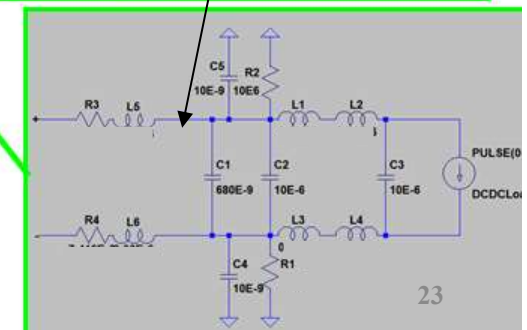 C5
10E-9
R2
10E6
R3
L5
L1
L2
+
C1
680E-9
C2
10E-6
C3
10E-6
PULSE(0
DCDCLoa
R4
L6
L3
L4
-
0
C4
10E-9
R1
23